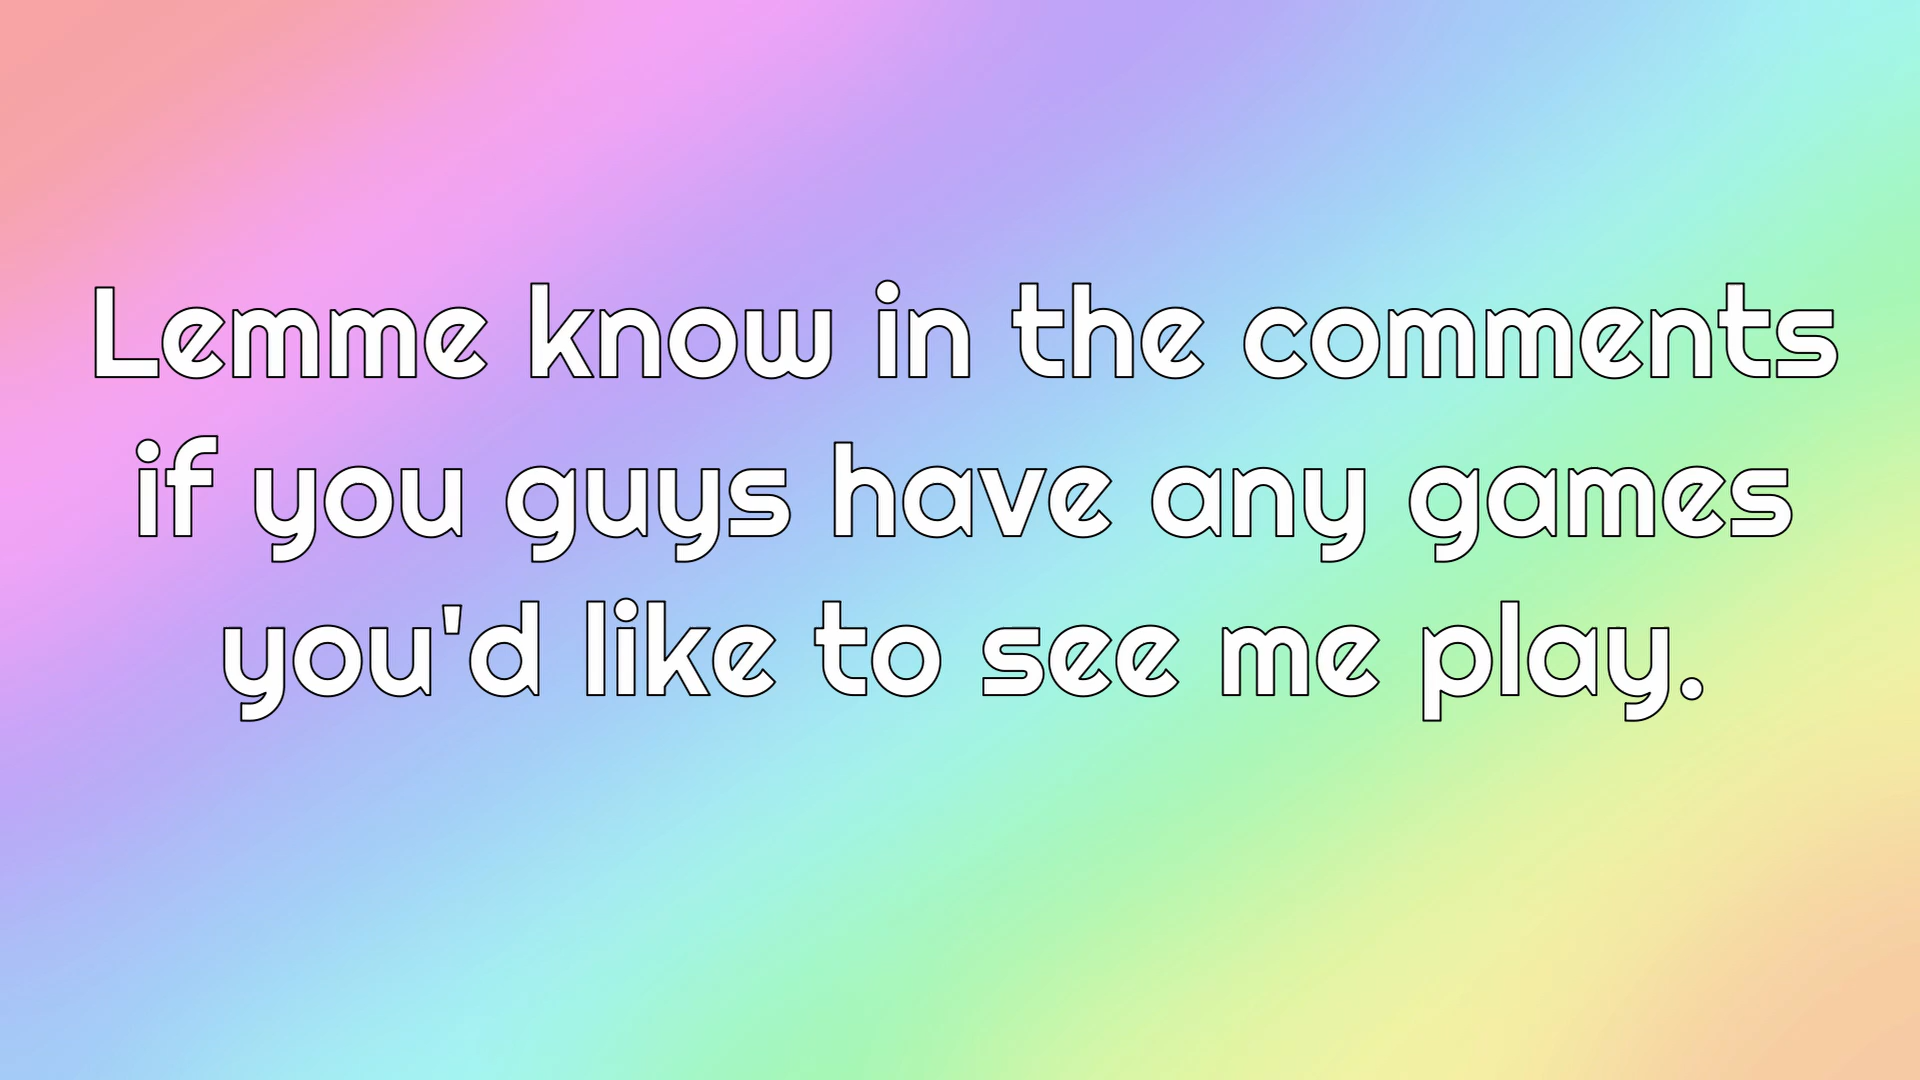 Lemme know in the comments
if you guys have any games
you'd like to see me play.